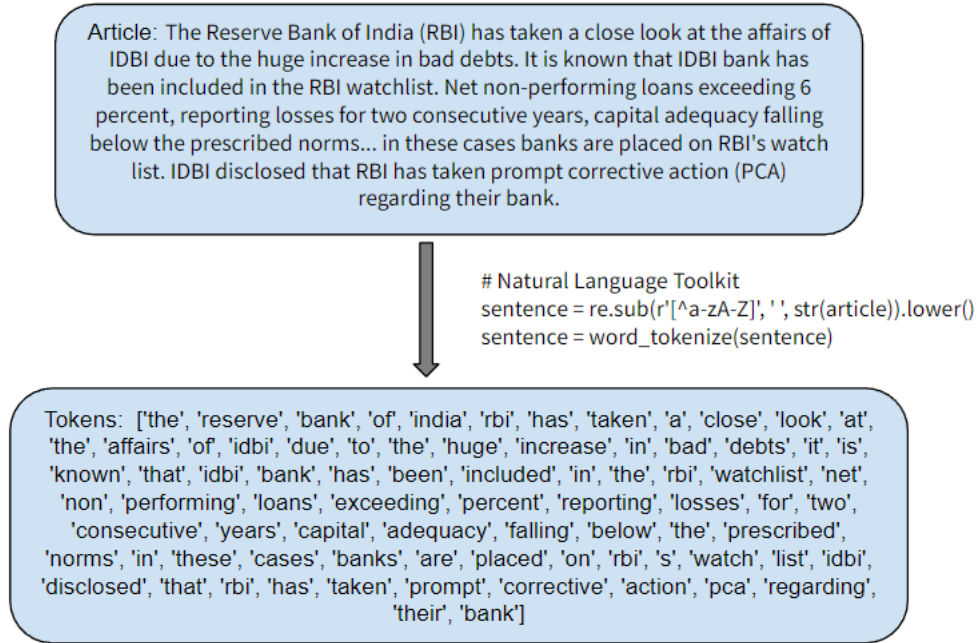 Article: The Reserve Bank of India (RBI) has taken a close look at the affairs of
IDBI due to the huge increase in bad debts. It is known that IDBI bank has
been included in the RBI watchlist. Net non-performing loans exceeding 6
percent, reporting losses for two consecutive years, capital adequacy falling
below the prescribed norms... in these cases banks are placed on RBI's watch
list. IDBI disclosed that RBI has taken prompt corrective action (PCA)
regarding their bank.
# Natural Language Toolkit
sentence = re.sub(r'[^a-zA-Z]', ' ', str(article)).lower()
sentence = word_tokenize(sentence)
Tokens: ['the', 'reserve', 'bank', 'of', 'india', 'rbi', 'has', 'taken', 'a', 'close', 'look', 'at',
'the', 'affairs', 'of', 'idbi', 'due', 'to', 'the', 'huge', 'increase', 'in', 'bad', 'debts', 'it', 'is',
'known', 'that', 'idbi', 'bank', 'has', 'been', 'included', 'in', 'the', 'rbi', 'watchlist', 'net',
'non', 'performing', 'loans', 'exceeding', 'percent', 'reporting', 'losses', 'for', 'two',
'consecutive', 'years', 'capital', 'adequacy', 'falling', 'below', 'the', 'prescribed',
'norms', 'in', 'these', 'cases', 'banks', 'are', 'placed', 'on', 'rbi', 's', 'watch', 'list', 'idbi',
'disclosed', 'that', 'rbi', 'has', 'taken', 'prompt', 'corrective', 'action', 'pca', 'regarding',
'their', 'bank']